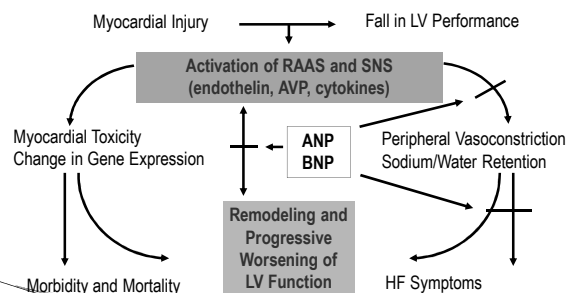 Myocardial Injury
Fall in LV Performance
Activation of RAAS and SNS
(endothelin, AVP, cytokines)
Myocardial Toxicity
Change in Gene Expression
ANP
BNP
Peripheral Vasoconstriction
Sodium/Water Retention
Remodeling and
Progressive
Worsening of
LV Function
Morbidity and Mortality
HF Symptoms